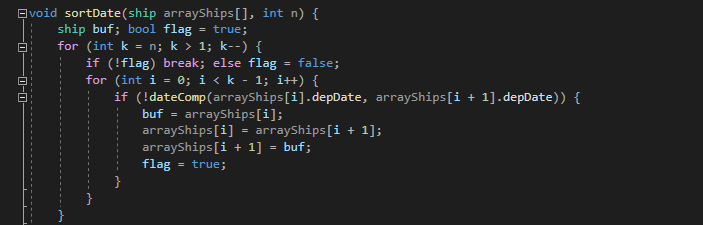 void sortDate(ship arrayShips[], int n) {
ship buf; bool flag = true;
for (int k = n; k > 1; k--) {
if (!flag) break; else flag = false;
for (int i = 0; i < k - 1; i++) {
if (!dateComp(arrayShips[i].depDate, arrayShips[i + 1].depDate)) {
buf = arrayShips[i];
arrayShips[i] = arrayShips[i + 1];
arrayShips[i + 1] = buf;
flag = true;
}
}
}